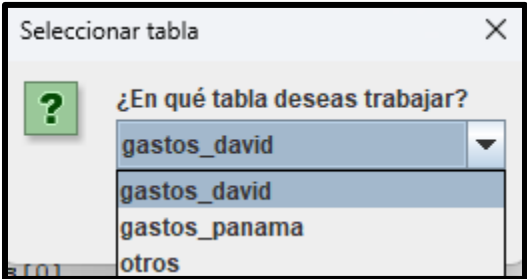 Seleccionar tabla
¿En qué tabla deseas trabajar?
gastos_david
gastos_david
gastos_panama
otros